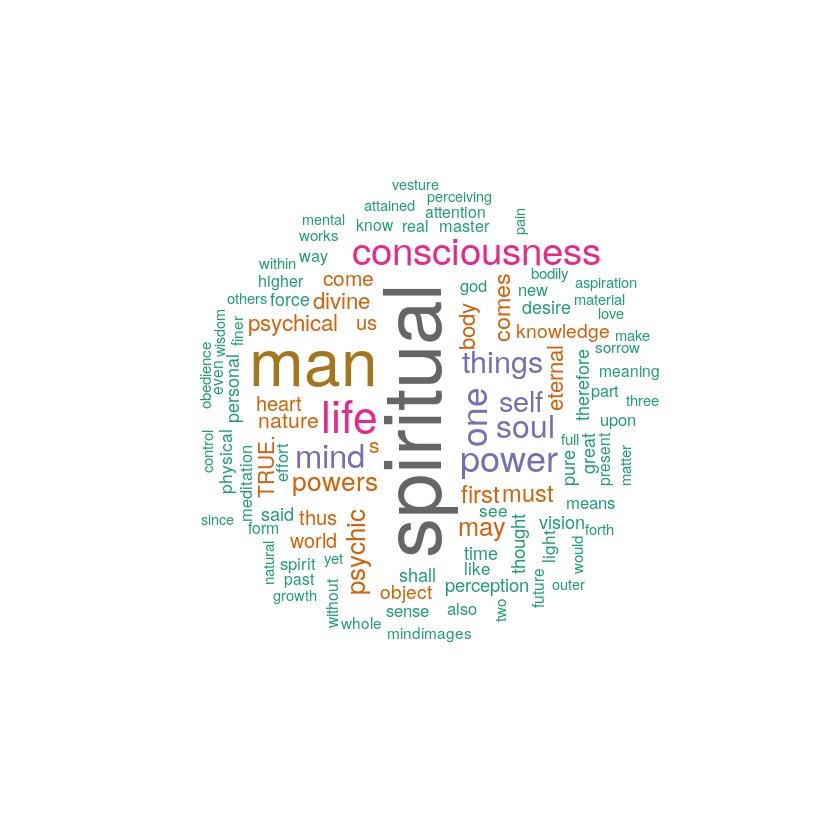 vesture
perceiving
attained
attention
pain
mental
know
real
master
works
consciousness
way
within
bodily
higher
come
god
comes
new
aspiration
others
force
divine
desire
material
love
psychical
us
body
knowledge
make
wisdom
finer
spiritual
man
things
eternal
therefore
sorrow
meaning
obedience
even
personal
life
one
self
part
three
heart
nature
soul
upon
control
physical
meditation
TRUE.
effort
mind
s
power
pure
full
great
present
matter
powers
first
must
means
since
said
form
thus
psychic
may
see
thought
vision
forth
world
time
light
would
natural
spirit
yet
like
past
shall
perception
future
outer
growth
without
object
sense
also
two
whole
mindimages